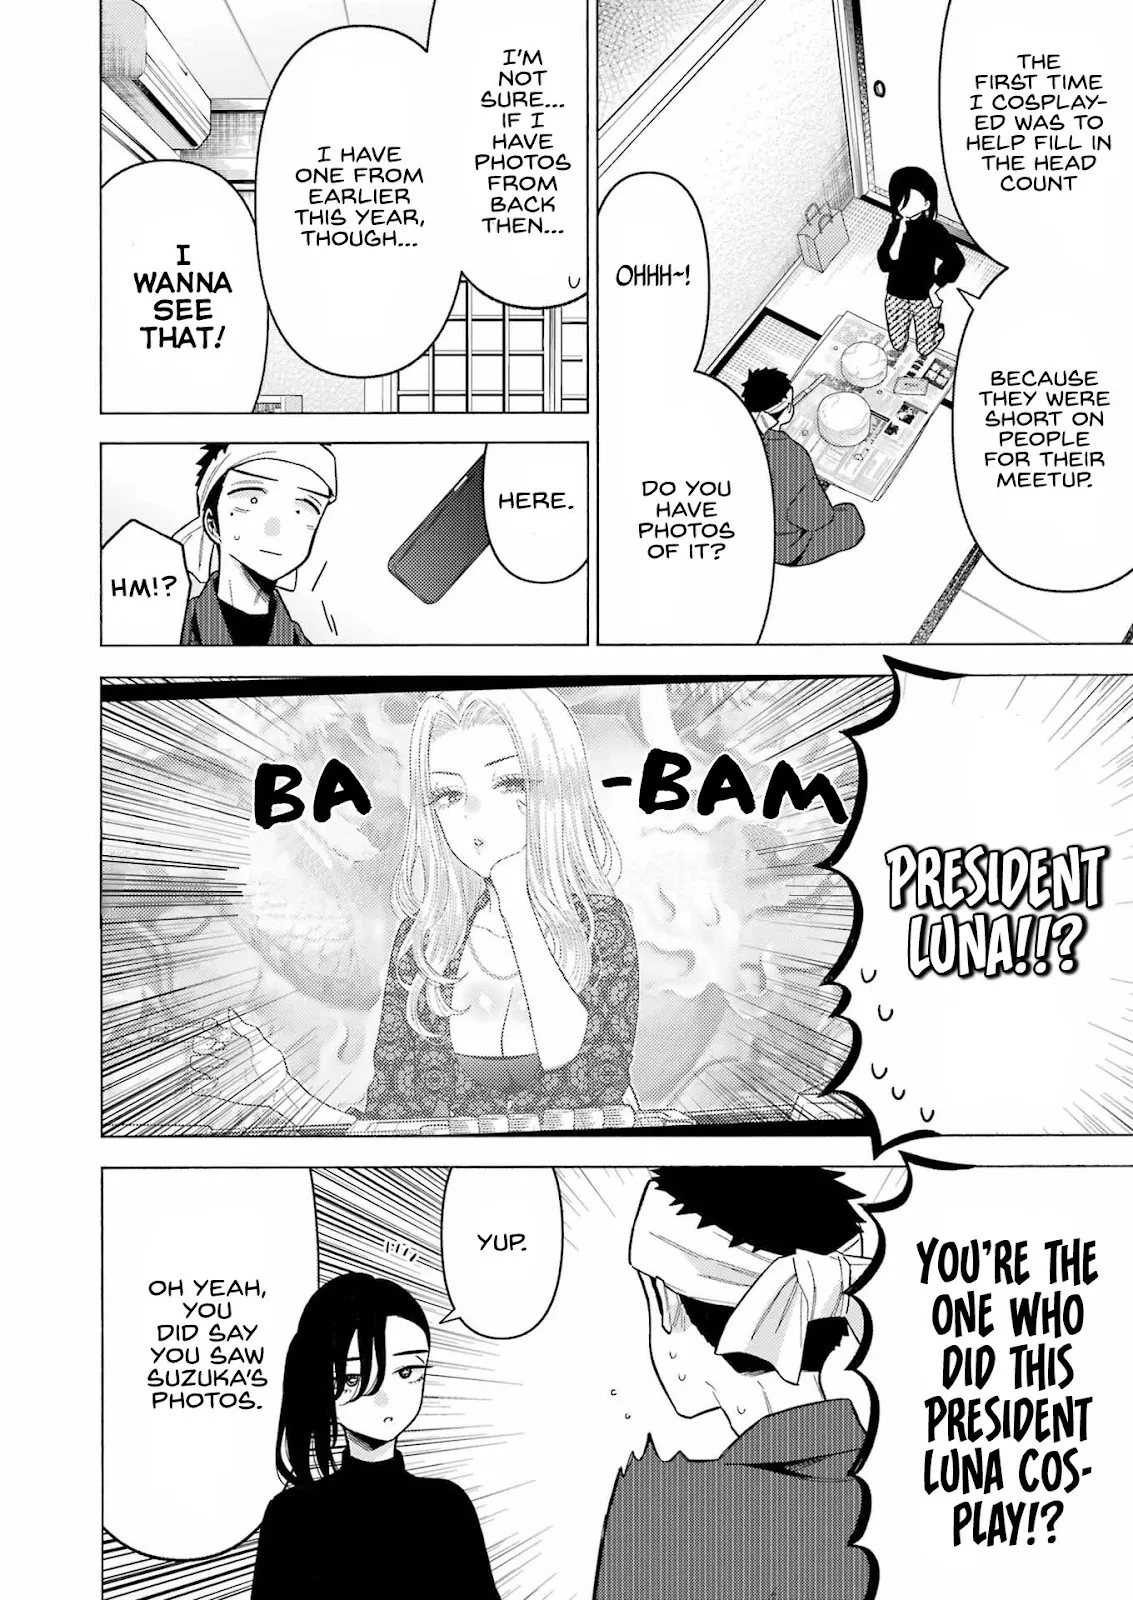 THE
FIRST TIME
I COSPLAY-
ED WAS TO
HELP FILL IN
THE HEAD
COUNT
BECAUSE
THEY WERE
SHORT ON
PEOPLE
FOR THEIR
MEETUP.
OHHH~!
DO YOU
HAVE
PHOTOS
OF IT?
I'M
NOT
SURE...
IF I
HAVE
PHOTOS
FROM
BACK
THEN...
I HAVE
ONE FROM
EARLIER
THIS YEAR,
THOUGH...
I
WANNA
SEE
THAT!
HERE.
HM!?
BA-BAM
PRESIDENT
LUNA!!?
YOU'RE THE
ONE WHO
DID THIS
PRESIDENT
LUNA COS-
PLAY!?
YUP.
OH YEAH,
YOU
DID SAY
YOU SAW
SUZUKA'S
PHOTOS.